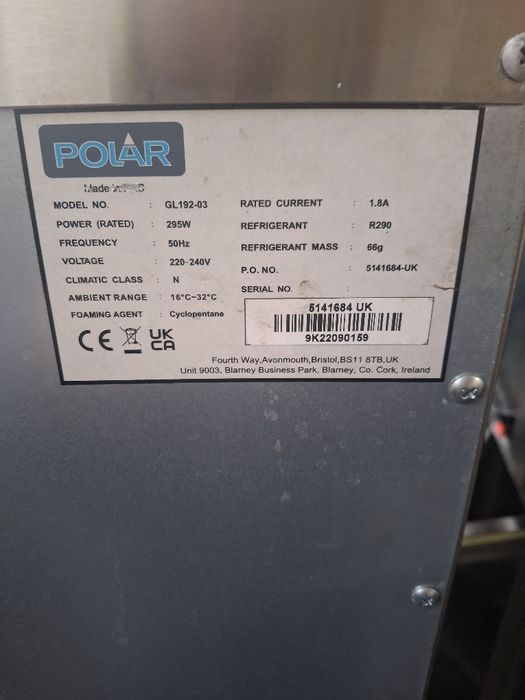 POLAR
Made
MODEL NO. : GL192-03
POWER (RATED) : 295W
FREQUENCY : 50Hz
VOLTAGE : 220-240V
CLIMATIC CLASS : N
AMBIENT RANGE : 16°C~32°C
FOAMING AGENT : Cyclopentane
RATED CURRENT : 1.8A
REFRIGERANT : R290
REFRIGERANT MASS : 66g
P.O. NO. : 5141684-UK
SERIAL NO. :
5141684 UK
9K22090159
CE UK CA
Fourth Way,Avonmouth,Bristol,BS11 8TB,UK
Unit 9003, Blarney Business Park, Blarney, Co. Cork, Ireland